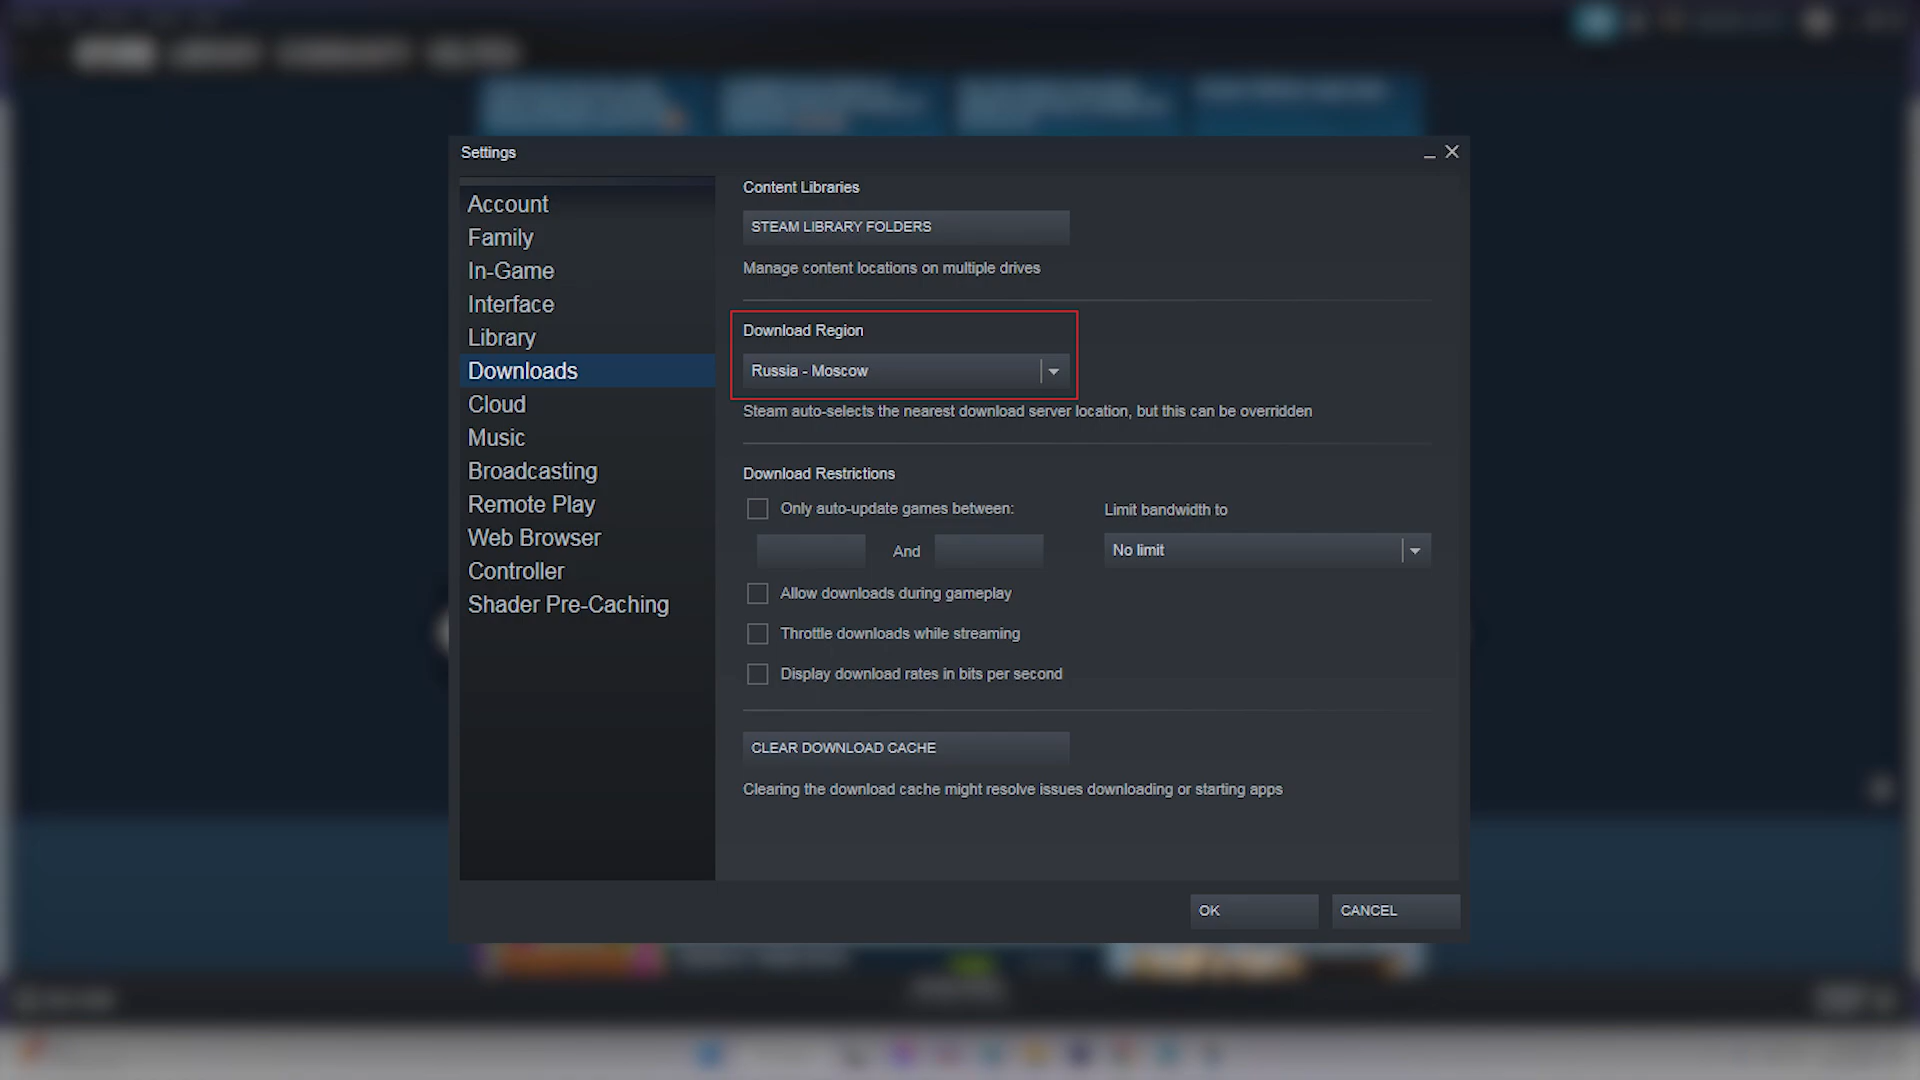 Settings
Account
Family
In-Game
Interface
Library
Downloads
Cloud
Music
Broadcasting
Remote Play
Web Browser
Controller
Shader Pre-Caching
Content Libraries
STEAM LIBRARY FOLDERS
Manage content locations on multiple drives
Download Region
Russia - Moscow
Steam auto-selects the nearest download server location, but this can be overridden
Download Restrictions
Only auto-update games between:
And
Limit bandwidth to
No limit
Allow downloads during gameplay
Throttle downloads while streaming
Display download rates in bits per second
CLEAR DOWNLOAD CACHE
Clearing the download cache might resolve issues downloading or starting apps
OK
CANCEL